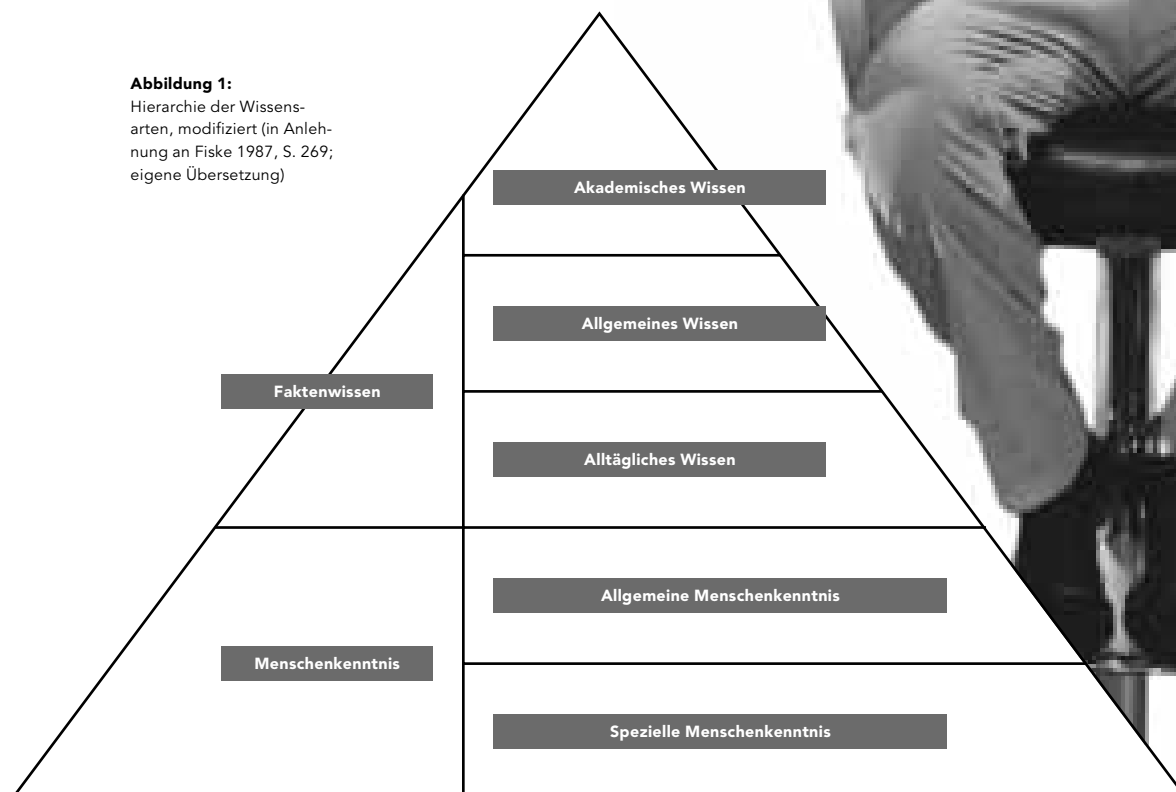 Abbildung 1:
Hierarchie der Wissens-
arten, modifiziert (in Anleh-
nung an Fiske 1987, S. 269;
eigene Übersetzung)
Akademisches Wissen
Allgemeines Wissen
Faktenwissen
Alltägliches Wissen
Allgemeine Menschenkenntnis
Menschenkenntnis
Spezielle Menschenkenntnis